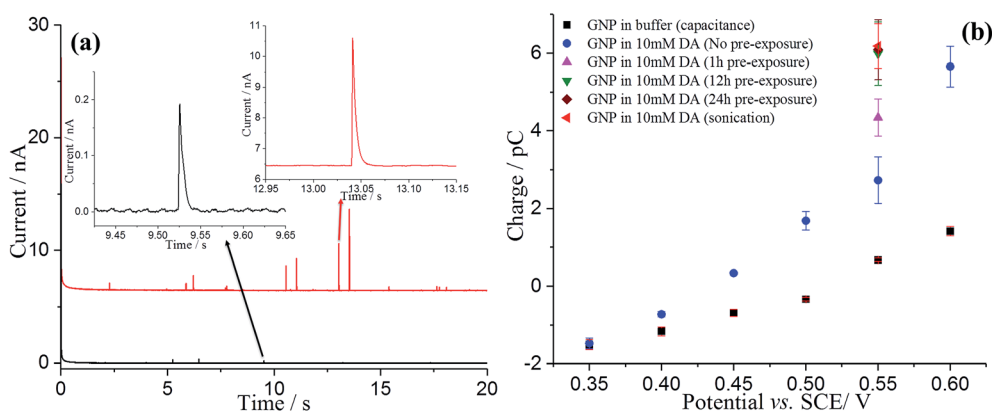 (a)
Current / nA
30
20
10
0
0
5
10
15
20
Time / s
Current / nA
0.2
0.1
0.0
9.45
9.50
9.55
9.60
9.65
Time / s
Current / nA
11
10
9
8
7
6
12.95
13.00
13.05
13.10
13.15
Time / s
(b)
GNP in buffer (capacitance)
GNP in 10mM DA (No pre-exposure)
GNP in 10mM DA (1h pre-exposure)
GNP in 10mM DA (12h pre-exposure)
GNP in 10mM DA (24h pre-exposure)
GNP in 10mM DA (sonication)
Charge / pC
6
4
2
0
-2
0.35
0.40
0.45
0.50
0.55
0.60
Potential vs. SCE/ V